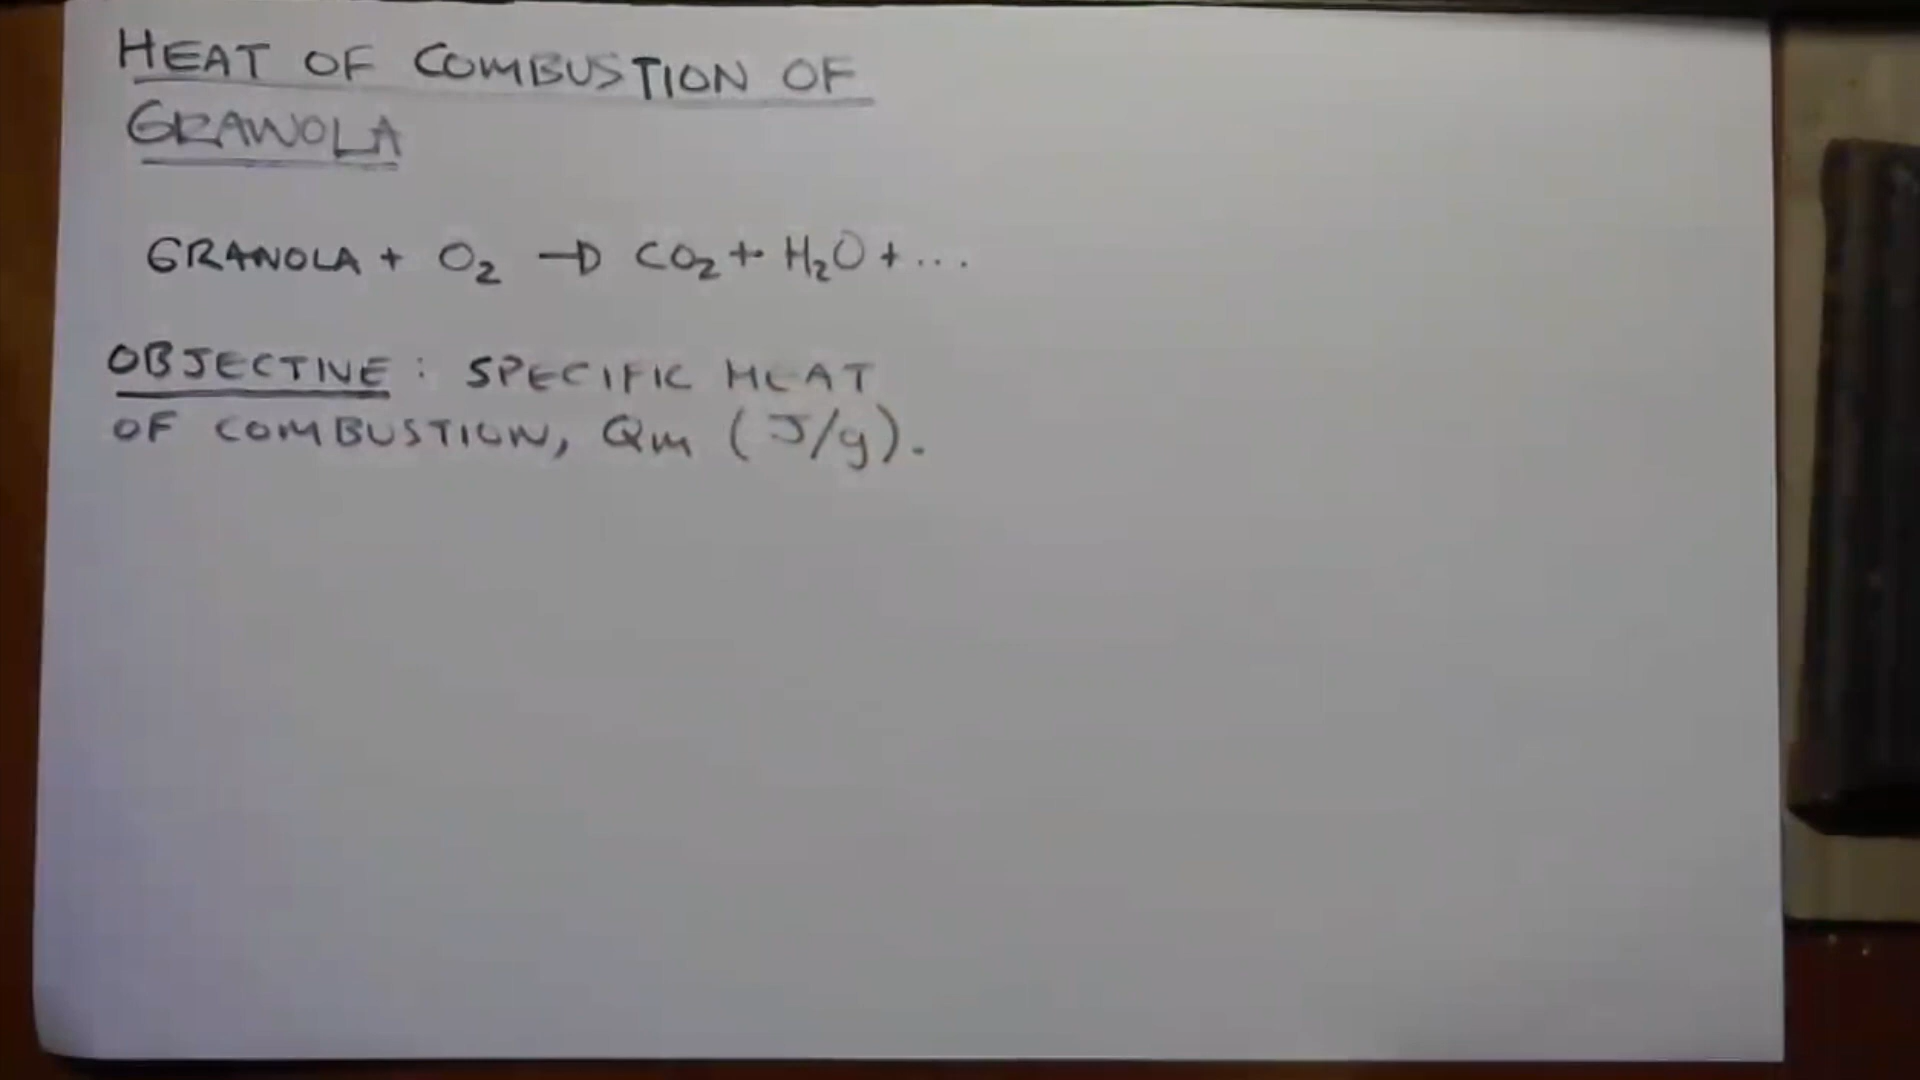 HEAT OF COMBUSTION OF
GRANOLA
GRANOLA + O₂ → CO₂ + H₂O + ...
OBJECTIVE: SPECIFIC HEAT
OF COMBUSTION, Qm (J/g).